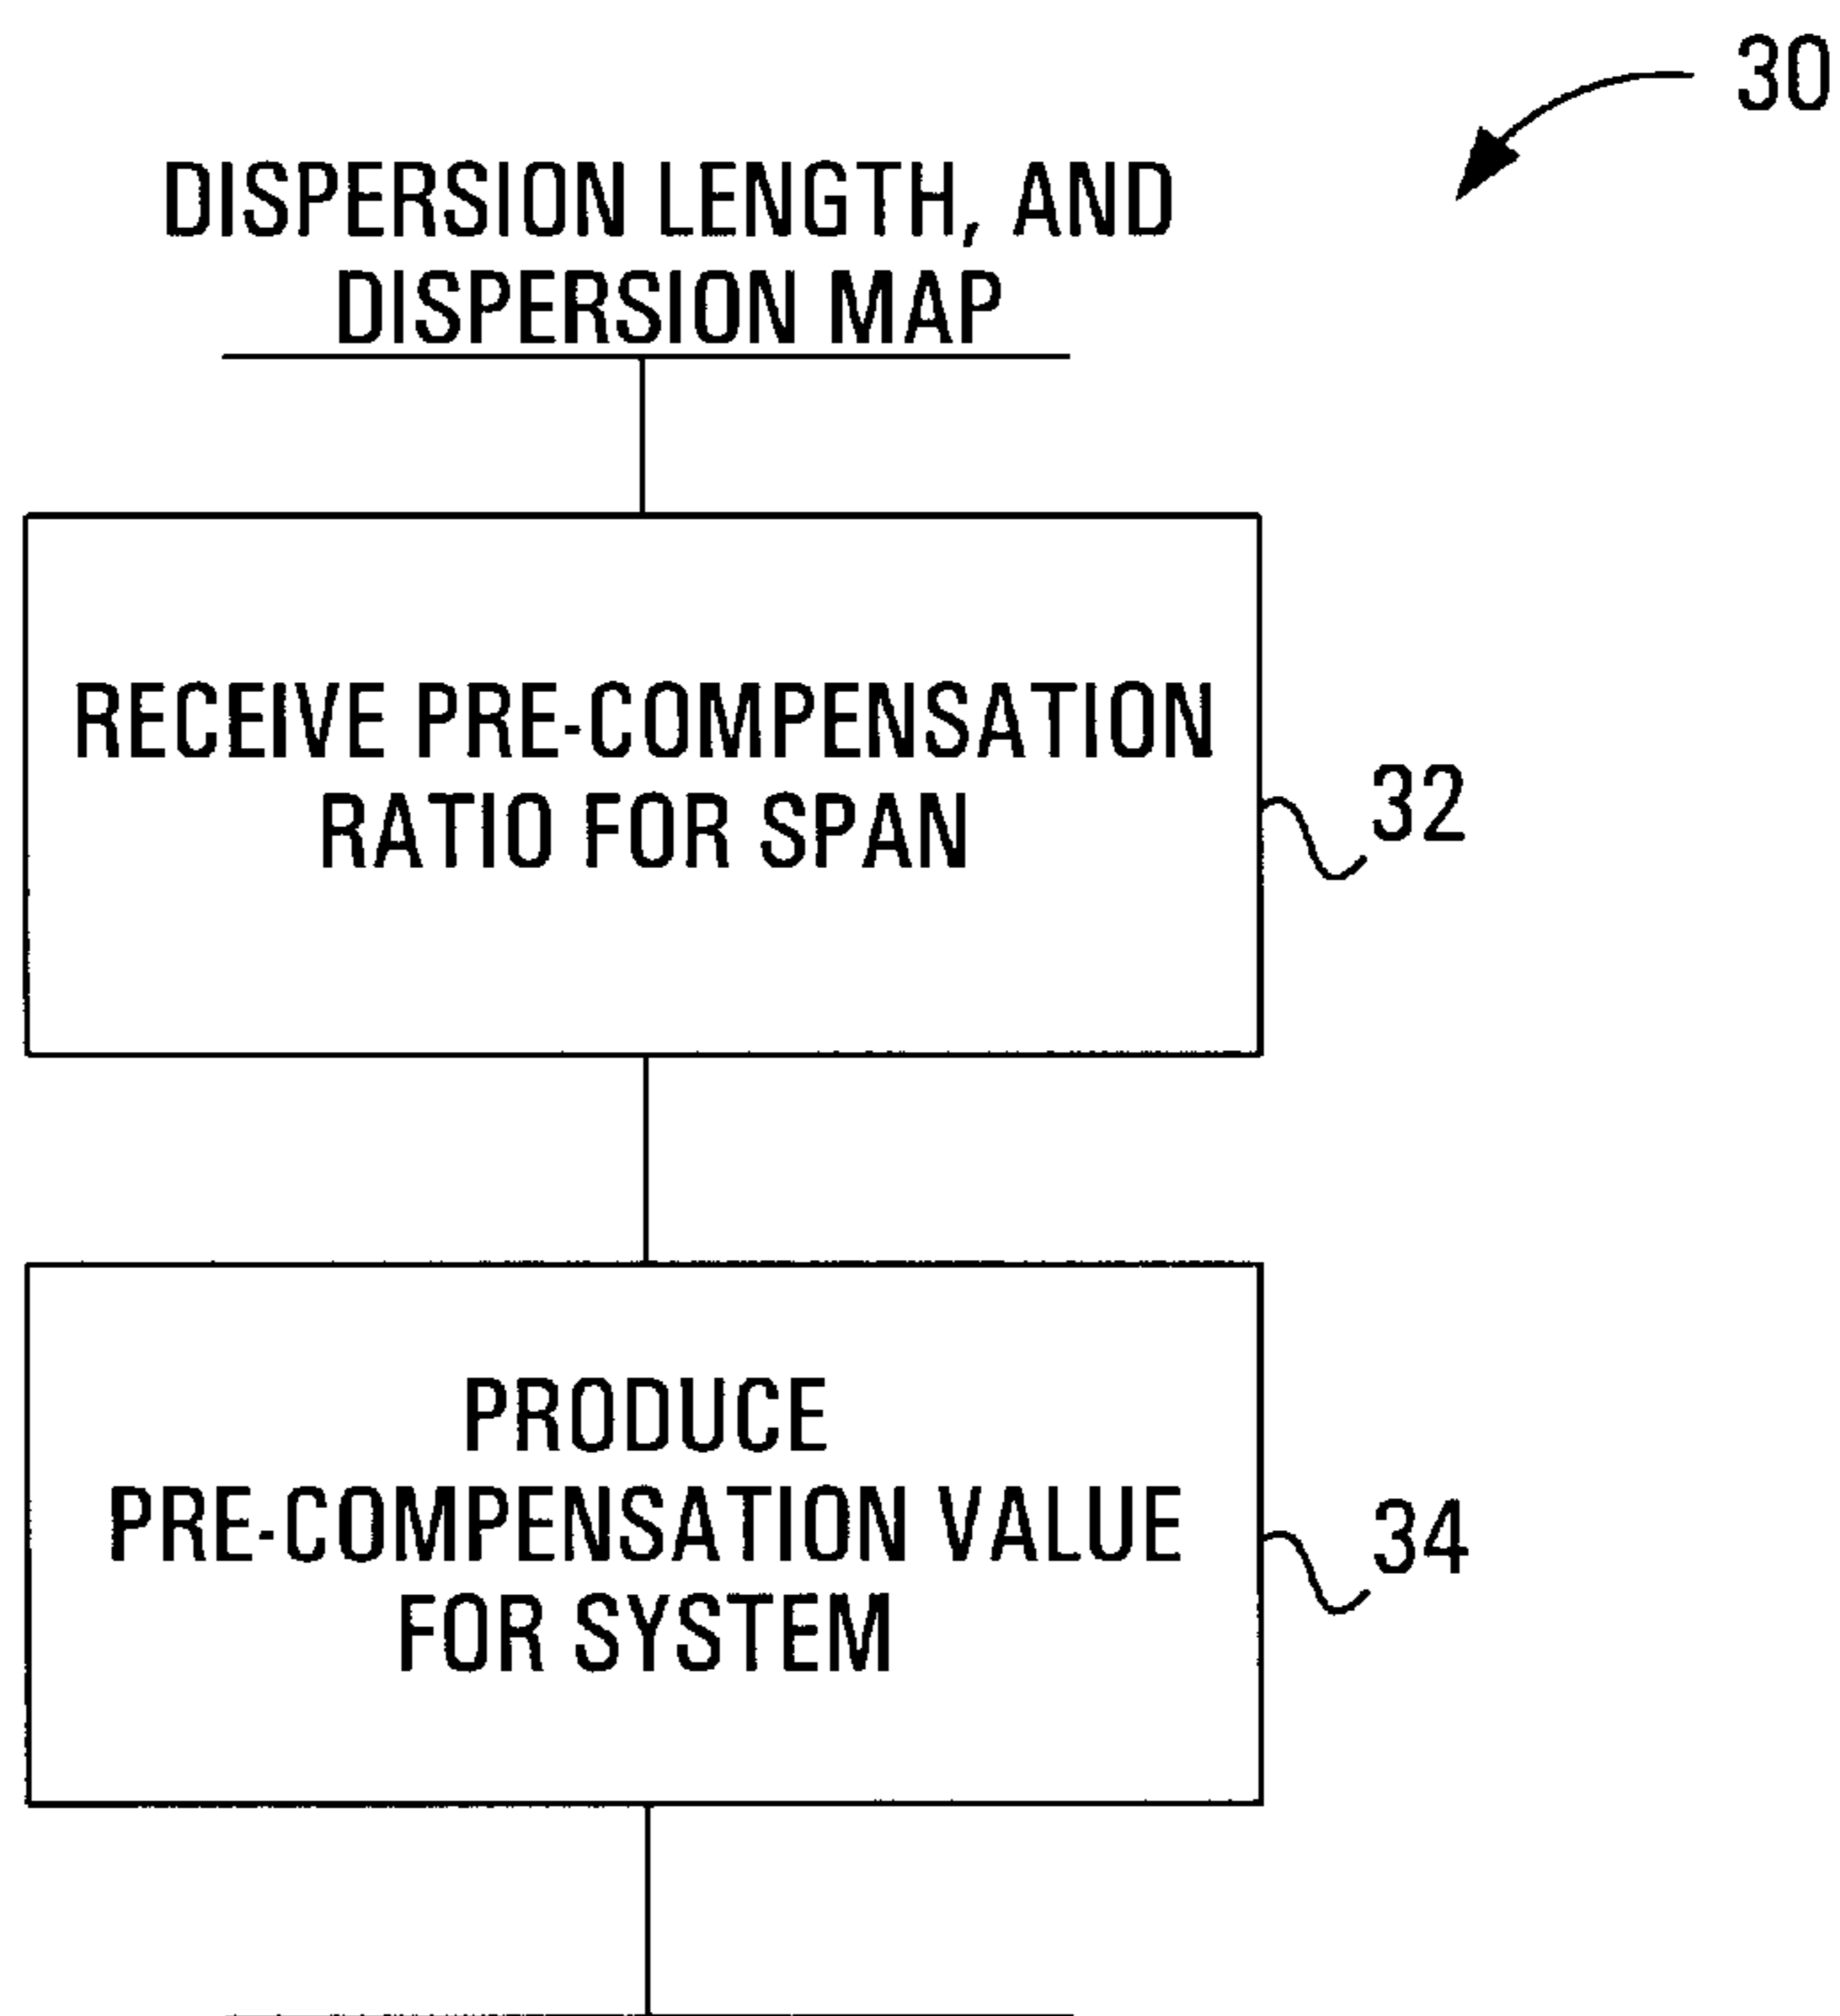 30
DISPERSION LENGTH, AND
DISPERSION MAP
RECEIVE PRE-COMPENSATION
RATIO FOR SPAN
32
PRODUCE
PRE-COMPENSATION VALUE
FOR SYSTEM
34